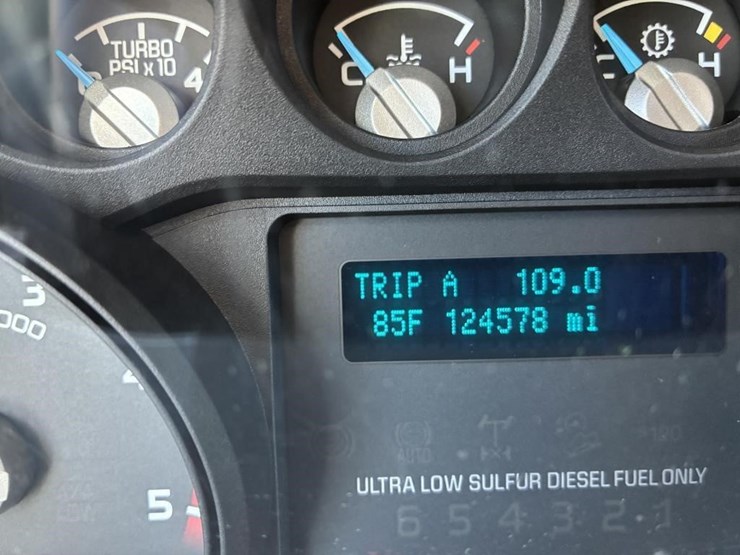 TURBO
PSI x 10
4
C H
H
TRIP A 109.0
85F 124578 mi
3
000
5
ULTRA LOW SULFUR DIESEL FUEL ONLY
6 5 4 3 2 1